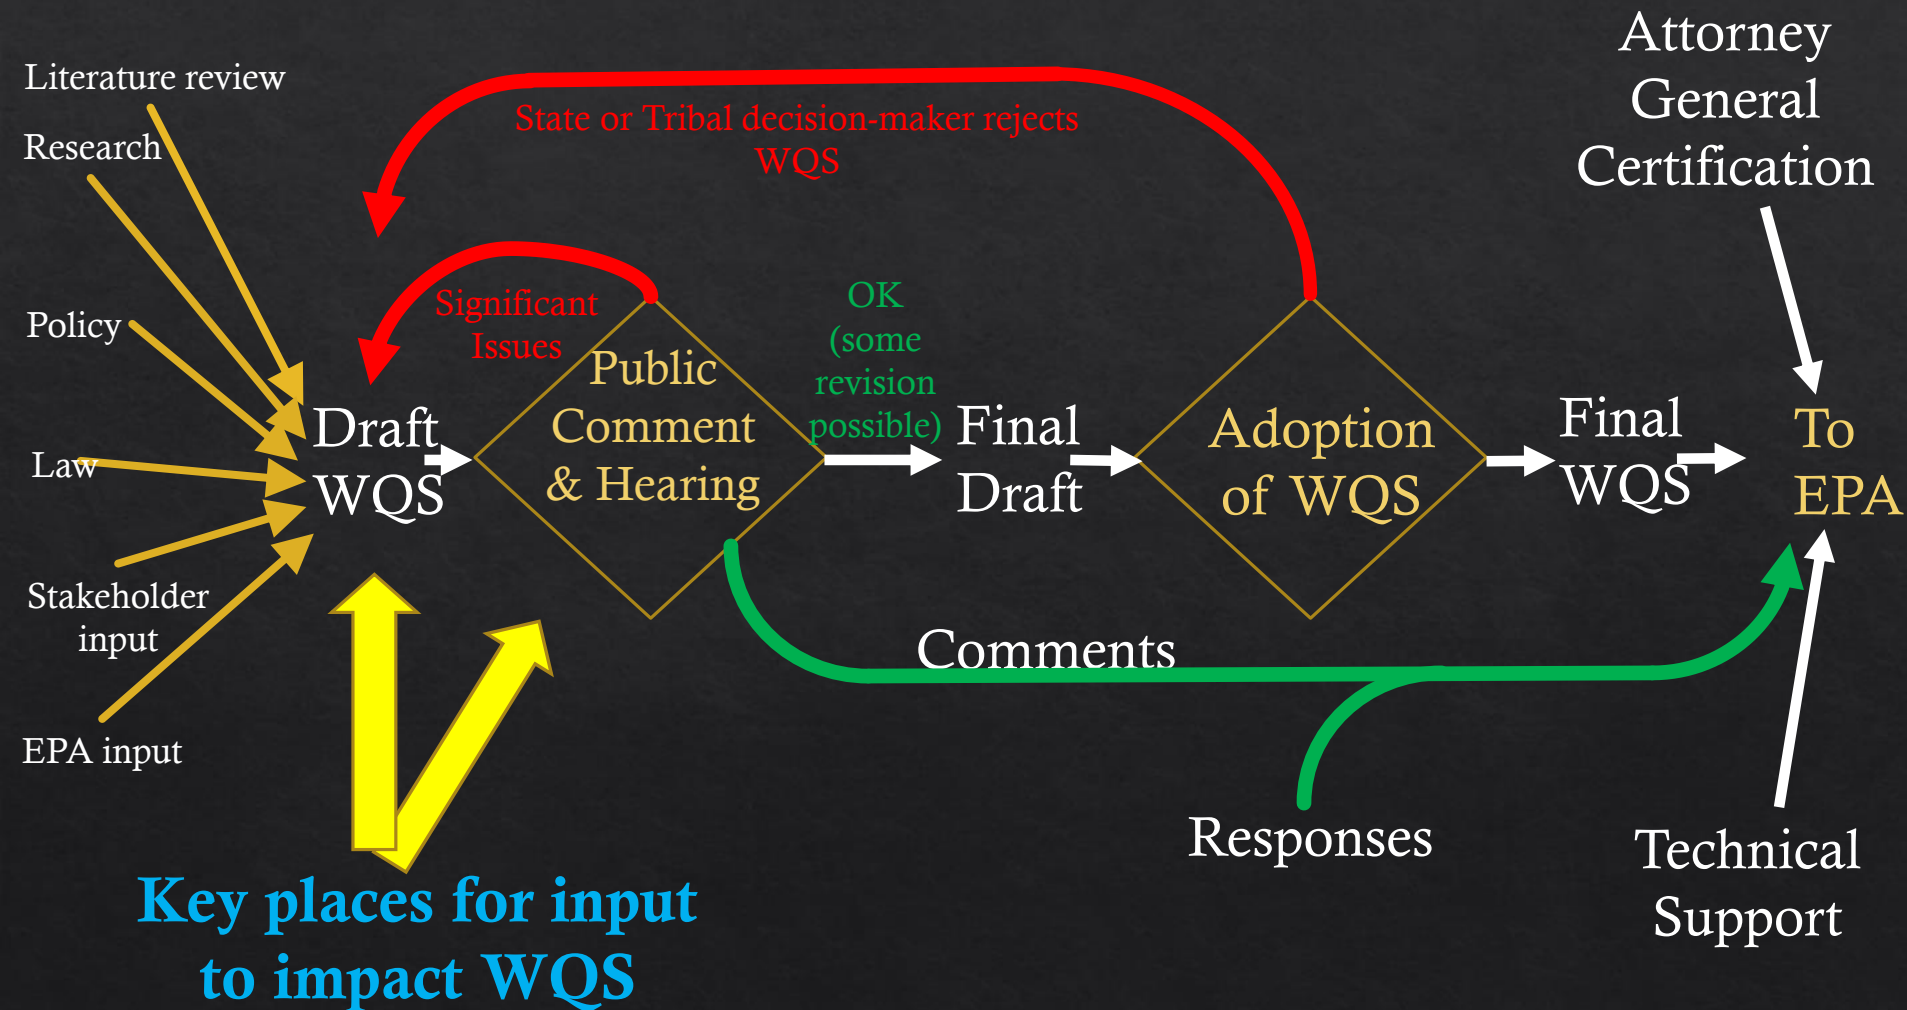 Literature review
Research
Policy
Law
Stakeholder
input
EPA input
State or Tribal decision-maker rejects
WQS
Significant
Issues
Draft
WQS
Public
Comment
& Hearing
OK
(some
revision
possible)
Final
Draft
Adoption
of WQS
Final
WQS
Attorney
General
Certification
To
EPA
Comments
Responses
Technical
Support
Key places for input
to impact WQS